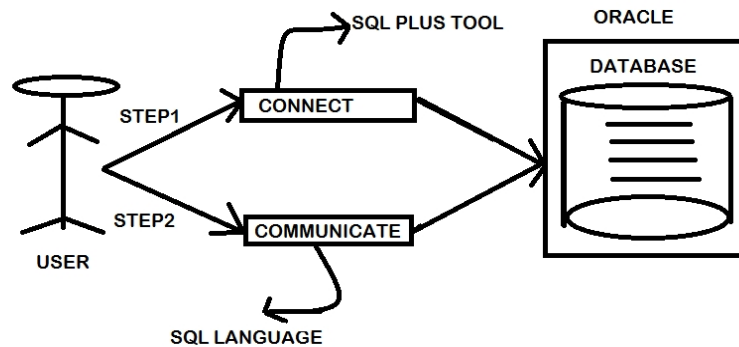 SQL PLUS TOOL
ORACLE
DATABASE
STEP1
CONNECT
STEP2
COMMUNICATE
USER
SQL LANGUAGE